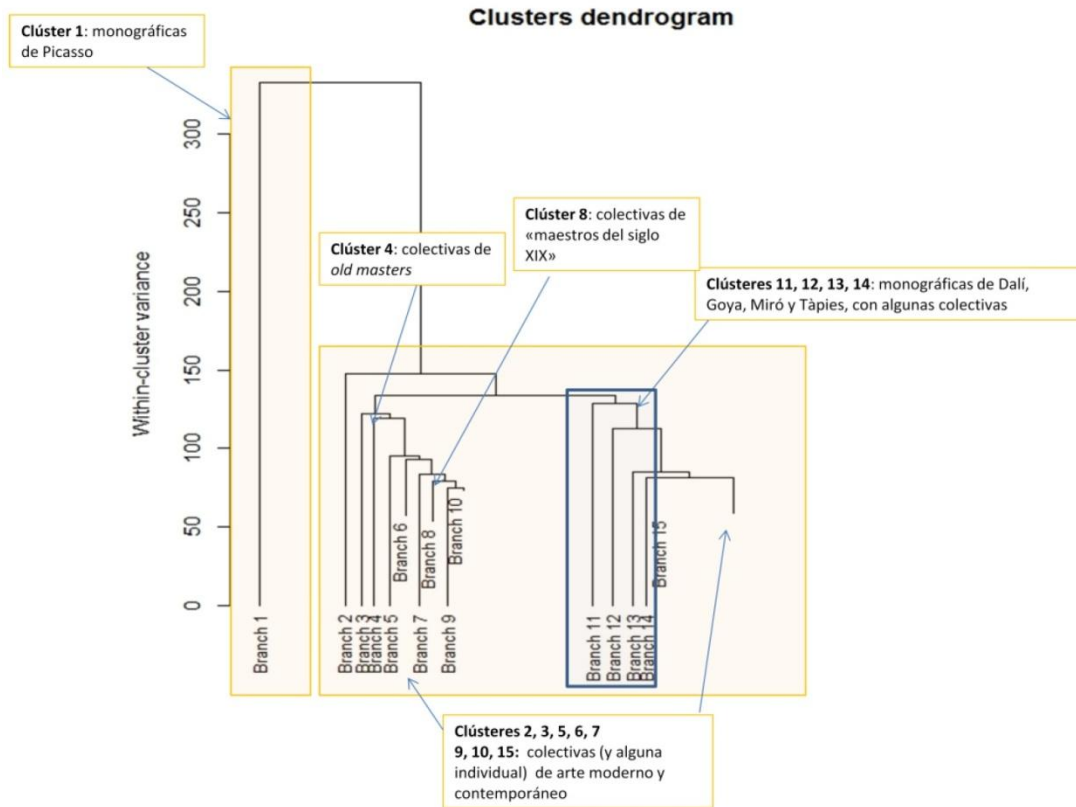 Clusters dendrogram
Clúster 1: monográficas
de Picasso
Clúster 8: colectivas de
«maestros del siglo
XIX»
Clúster 4: colectivas de
old masters
Clústeres 11, 12, 13, 14: monográficas de Dalí,
Goya, Miró y Tàpies, con algunas colectivas
Within-cluster variance
300
250
200
150
100
50
0
Branch 1
Branch 2
Branch 3
Branch 4
Branch 5
Branch 6
Branch 7
Branch 8
Branch 9
Branch 10
Branch 11
Branch 12
Branch 13
Branch 14
Branch 15
Clústeres 2, 3, 5, 6, 7
9, 10, 15: colectivas (y alguna
individual) de arte moderno y
contemporáneo